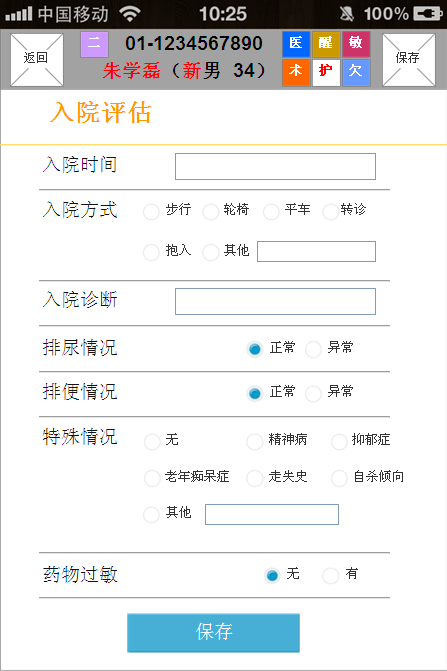 中国移动 10:25 100%
返回 二 01-1234567890 医 醒 敏 保存
朱学磊（新男 34） 术 护 欠
入院评估
入院时间
入院方式 步行 轮椅 平车 转诊
抱入 其他
入院诊断
排尿情况 正常 异常
排便情况 正常 异常
特殊情况 无 精神病 抑郁症
老年痴呆症 走失史 自杀倾向
其他
药物过敏 无 有
保存